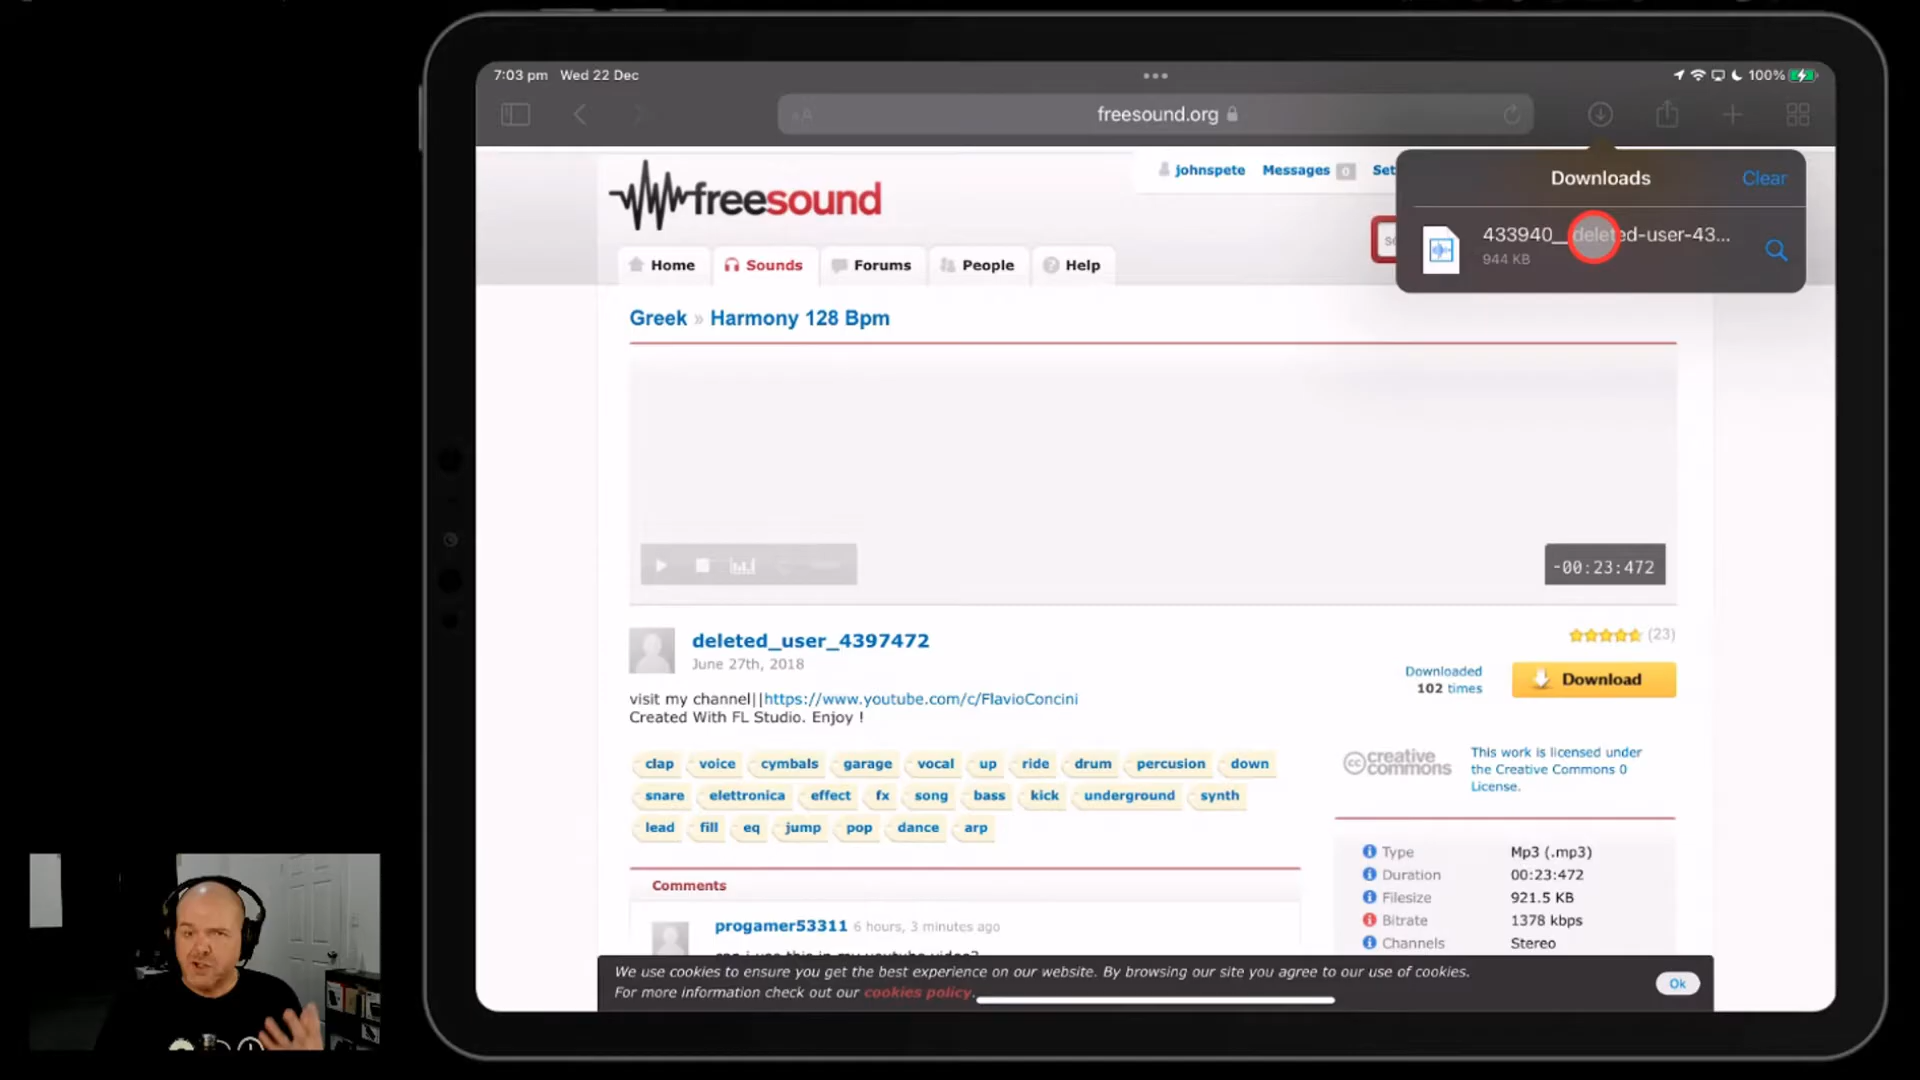 7:03 pm Wed 22 Dec
100%
AA
freesound.org
freesound
johnspete Messages 0 Set
Downloads Clear
433940__deleted-user-43...
944 KB
Home Sounds Forums People Help
Greek » Harmony 128 Bpm
-00:23:472
deleted_user_4397472
June 27th, 2018
(23)
Downloaded
102 times
Download
visit my channel||https://www.youtube.com/c/FlavioConcini
Created With FL Studio. Enjoy !
clap voice cymbals garage vocal up ride drum percusion down
snare elettronica effect fx song bass kick underground synth
lead fill eq jump pop dance arp
cc creative
commons
This work is licensed under
the Creative Commons 0
License.
Type Mp3 (.mp3)
Duration 00:23:472
Filesize 921.5 KB
Bitrate 1378 kbps
Channels Stereo
Comments
progamer53311 6 hours, 3 minutes ago
We use cookies to ensure you get the best experience on our website. By browsing our site you agree to our use of cookies.
For more information check out our cookies policy.
Ok